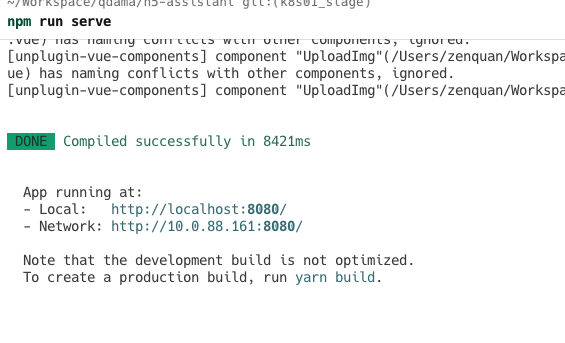 ~/Workspace/qdama/h5-assistant git:(k8s01_stage)
npm run serve
.vue) has naming conflicts with other components, ignored.
[unplugin-vue-components] component "UploadImg"(/Users/zenquan/Workspa
ue) has naming conflicts with other components, ignored.
[unplugin-vue-components] component "UploadImg"(/Users/zenquan/Workspa
DONE Compiled successfully in 8421ms
App running at:
- Local: http://localhost:8080/
- Network: http://10.0.88.161:8080/
Note that the development build is not optimized.
To create a production build, run yarn build.